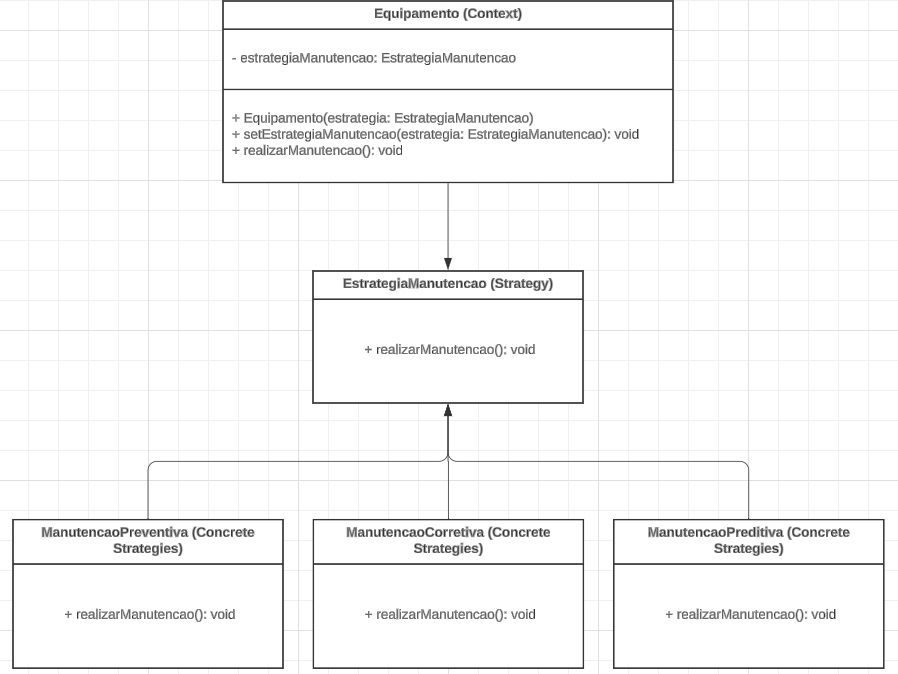 Equipamento (Context)
- estrategiaManutencao: EstrategiaManutencao
+ Equipamento(estrategia: EstrategiaManutencao)
+ setEstrategiaManutencao(estrategia: EstrategiaManutencao): void
+ realizarManutencao(): void
EstrategiaManutencao (Strategy)
+ realizarManutencao(): void
ManutencaoPreventiva (Concrete
Strategies)
+ realizarManutencao(): void
ManutencaoCorretiva (Concrete
Strategies)
+ realizarManutencao(): void
ManutencaoPreditiva (Concrete
Strategies)
+ realizarManutencao(): void